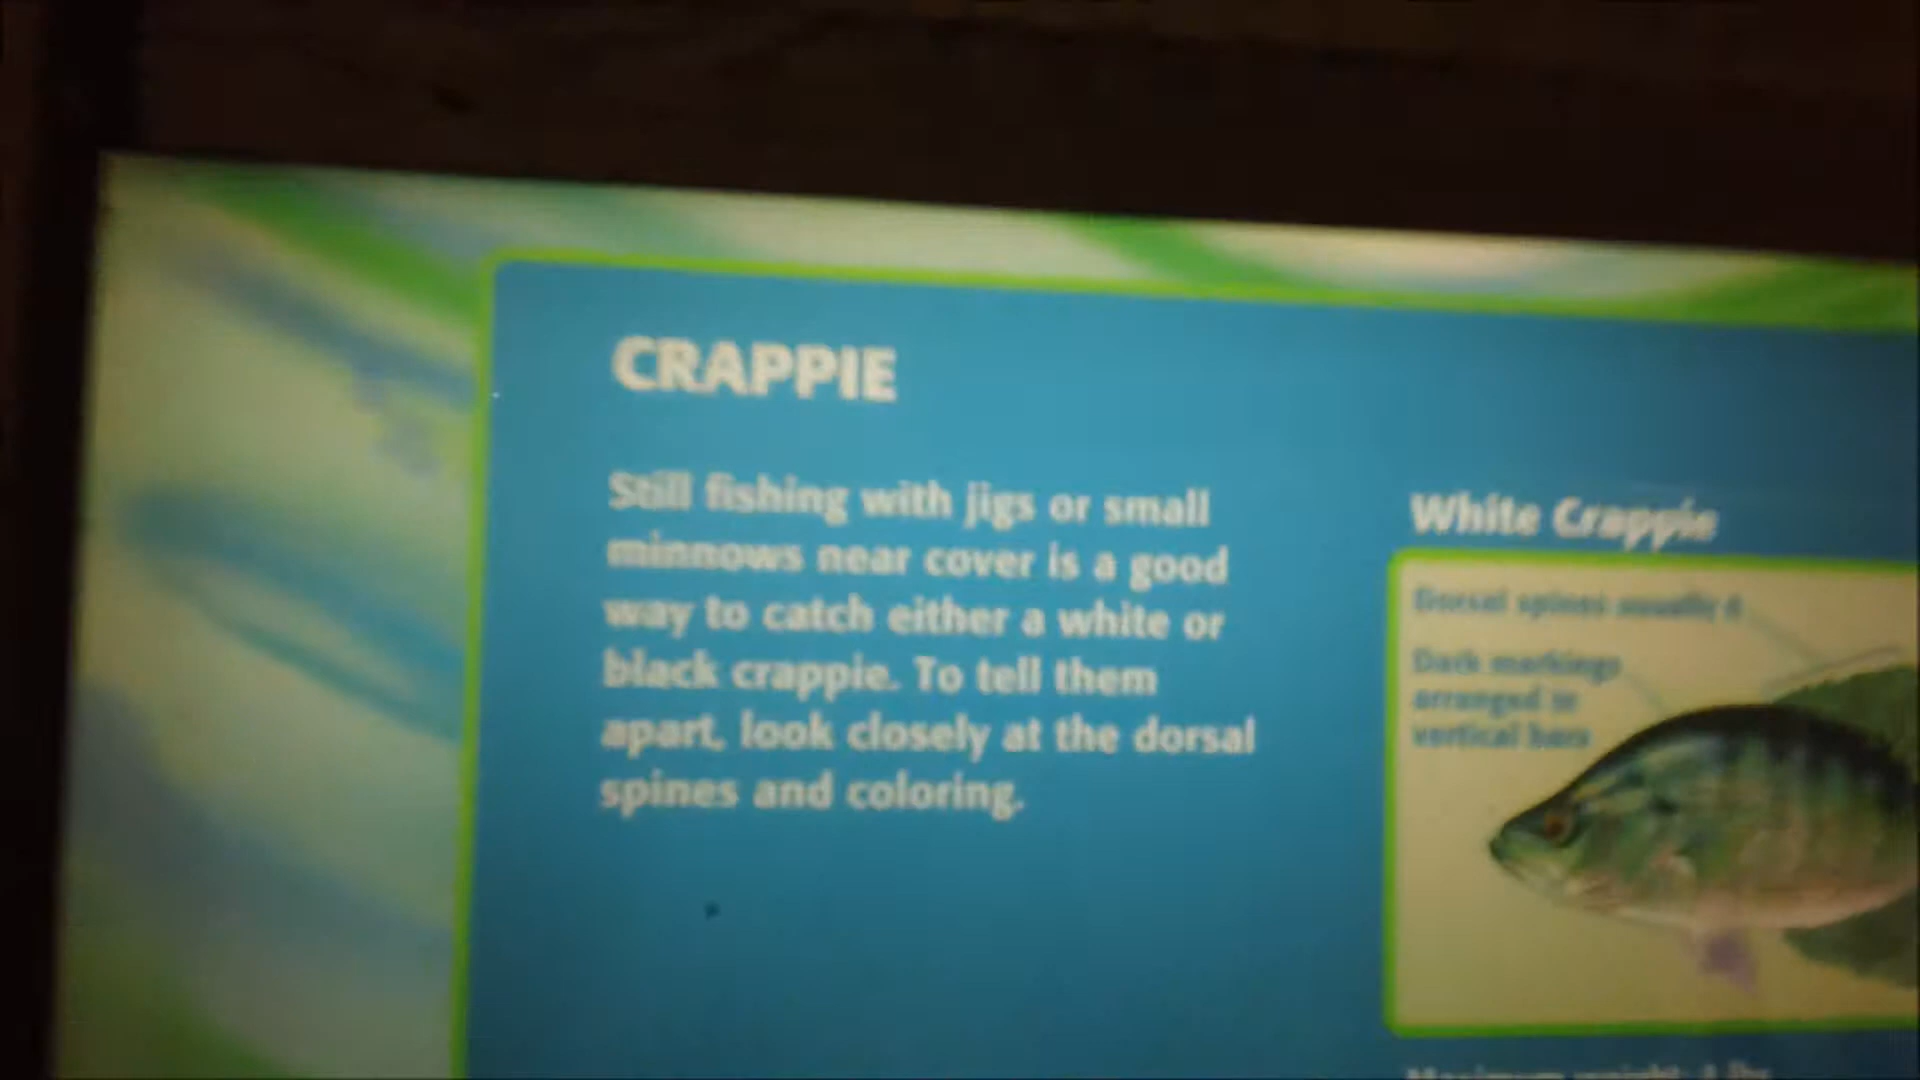 CRAPPIE
Still fishing with jigs or small
minnows near cover is a good
way to catch either a white or
black crappie. To tell them
apart, look closely at the dorsal
spines and coloring.
White Crappie
Dorsal spines usually 6
Dark markings
arranged in
vertical bars
Maximum weight: